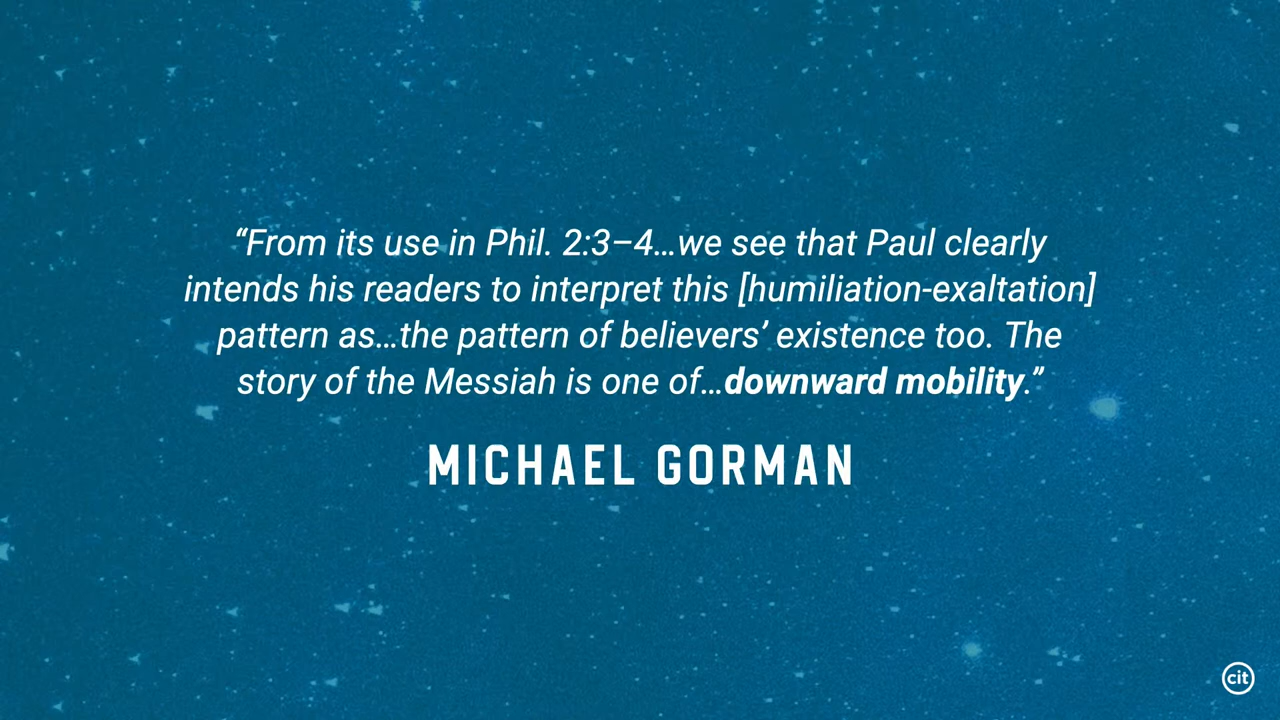 “From its use in Phil. 2:3–4…we see that Paul clearly
intends his readers to interpret this [humiliation-exaltation]
pattern as…the pattern of believers’ existence too. The
story of the Messiah is one of…downward mobility.”
MICHAEL GORMAN
cit